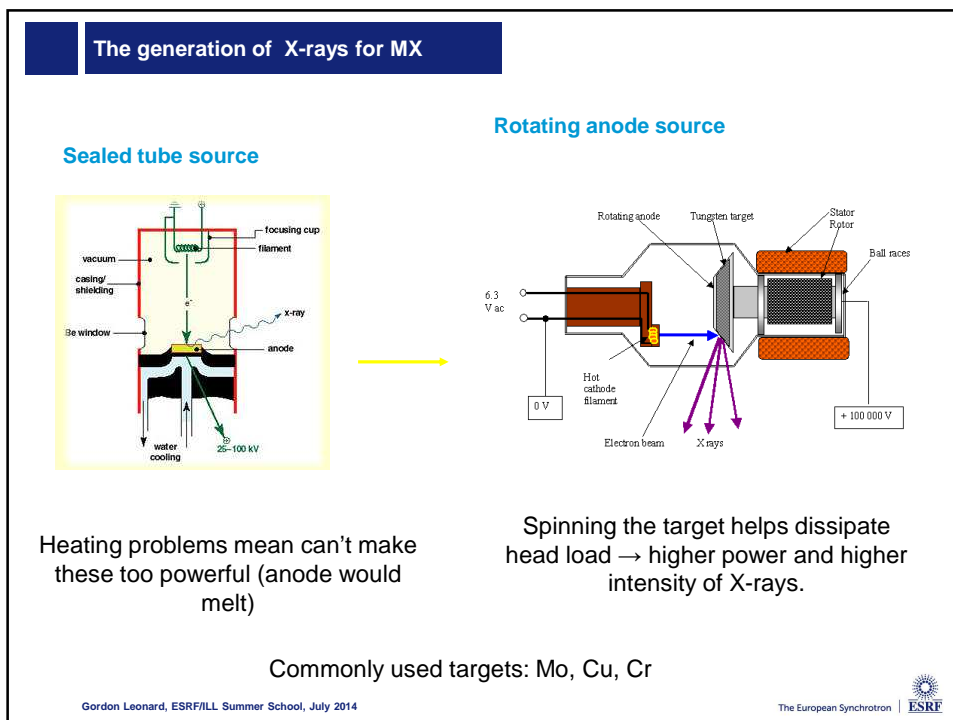 The generation of X-rays for MX
Rotating anode source
Sealed tube source
focusing cup
filament
vacuum
casing/
shielding
e-
x-ray
Be window
anode
water
cooling
25–100 kV
Rotating anode
Tungsten target
Stator
Rotor
Ball races
6.3
V ac
0 V
Hot
cathode
filament
Electron beam
X rays
+ 100 000 V
Heating problems mean can't make
these too powerful (anode would
melt)
Spinning the target helps dissipate
head load → higher power and higher
intensity of X-rays.
Commonly used targets: Mo, Cu, Cr
Gordon Leonard, ESRF/ILL Summer School, July 2014
The European Synchrotron
ESRF